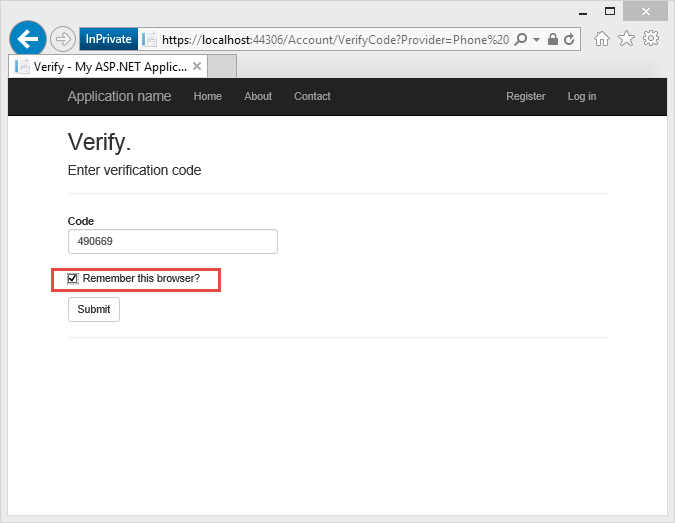 InPrivate https://localhost:44306/Account/VerifyCode?Provider=Phone%20
Verify - My ASP.NET Applic...
Application name Home About Contact Register Log in
Verify.
Enter verification code
Code
490669
Remember this browser?
Submit